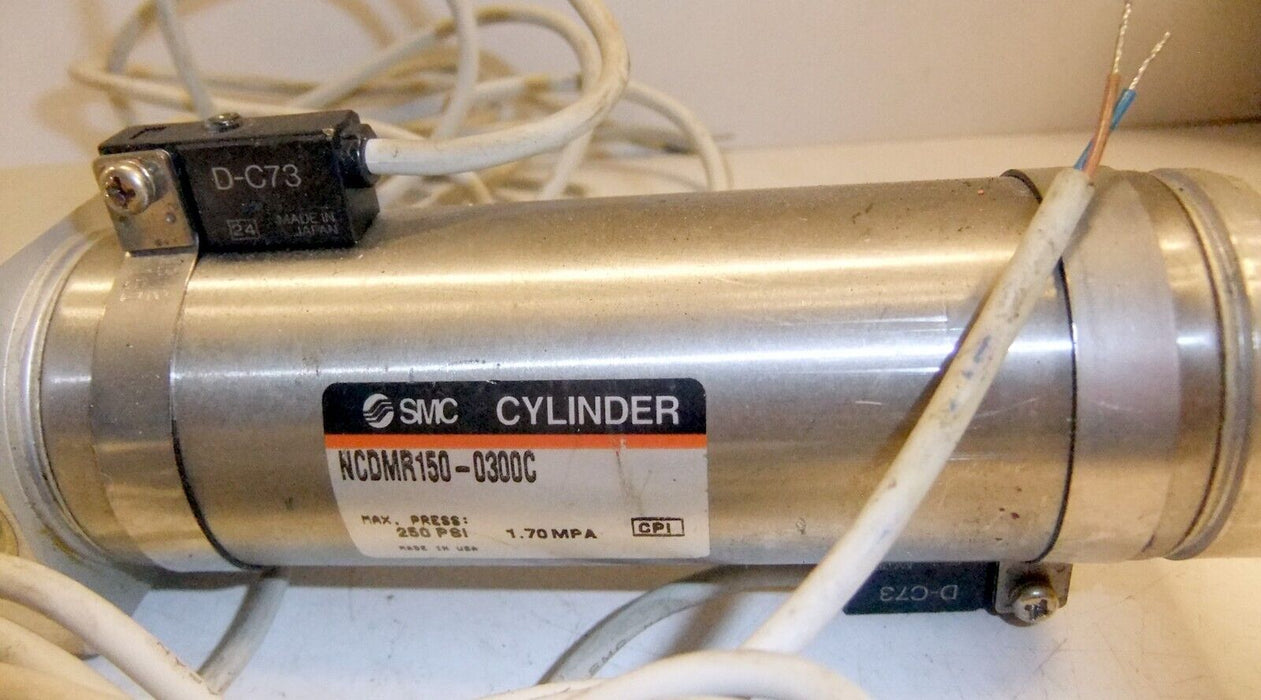 D-C73
24 MADE IN
JAPAN
SMC CYLINDER
NCDMR150-0300C
MAX. PRESS:
250 PSI 1.70 MPA CPI
MADE IN USA
D-C73